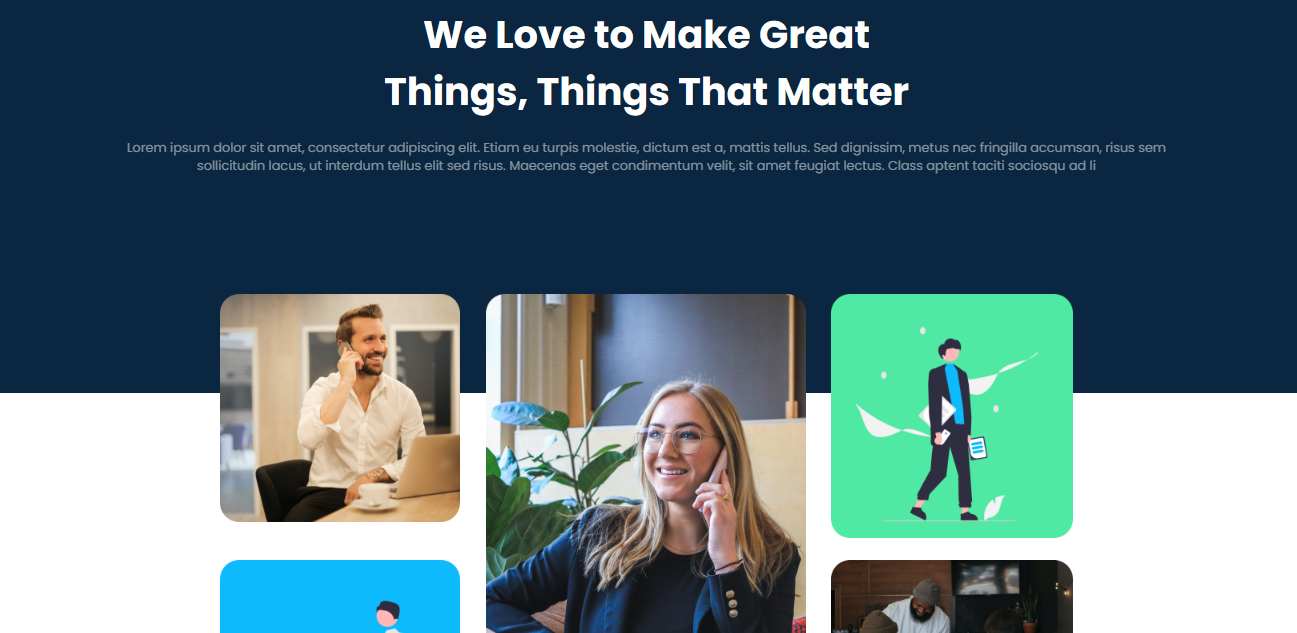 We Love to Make Great
Things, Things That Matter
Lorem ipsum dolor sit amet, consectetur adipiscing elit. Etiam eu turpis molestie, dictum est a, mattis tellus. Sed dignissim, metus nec fringilla accumsan, risus sem
sollicitudin lacus, ut interdum tellus elit sed risus. Maecenas eget condimentum velit, sit amet feugiat lectus. Class aptent taciti sociosqu ad li